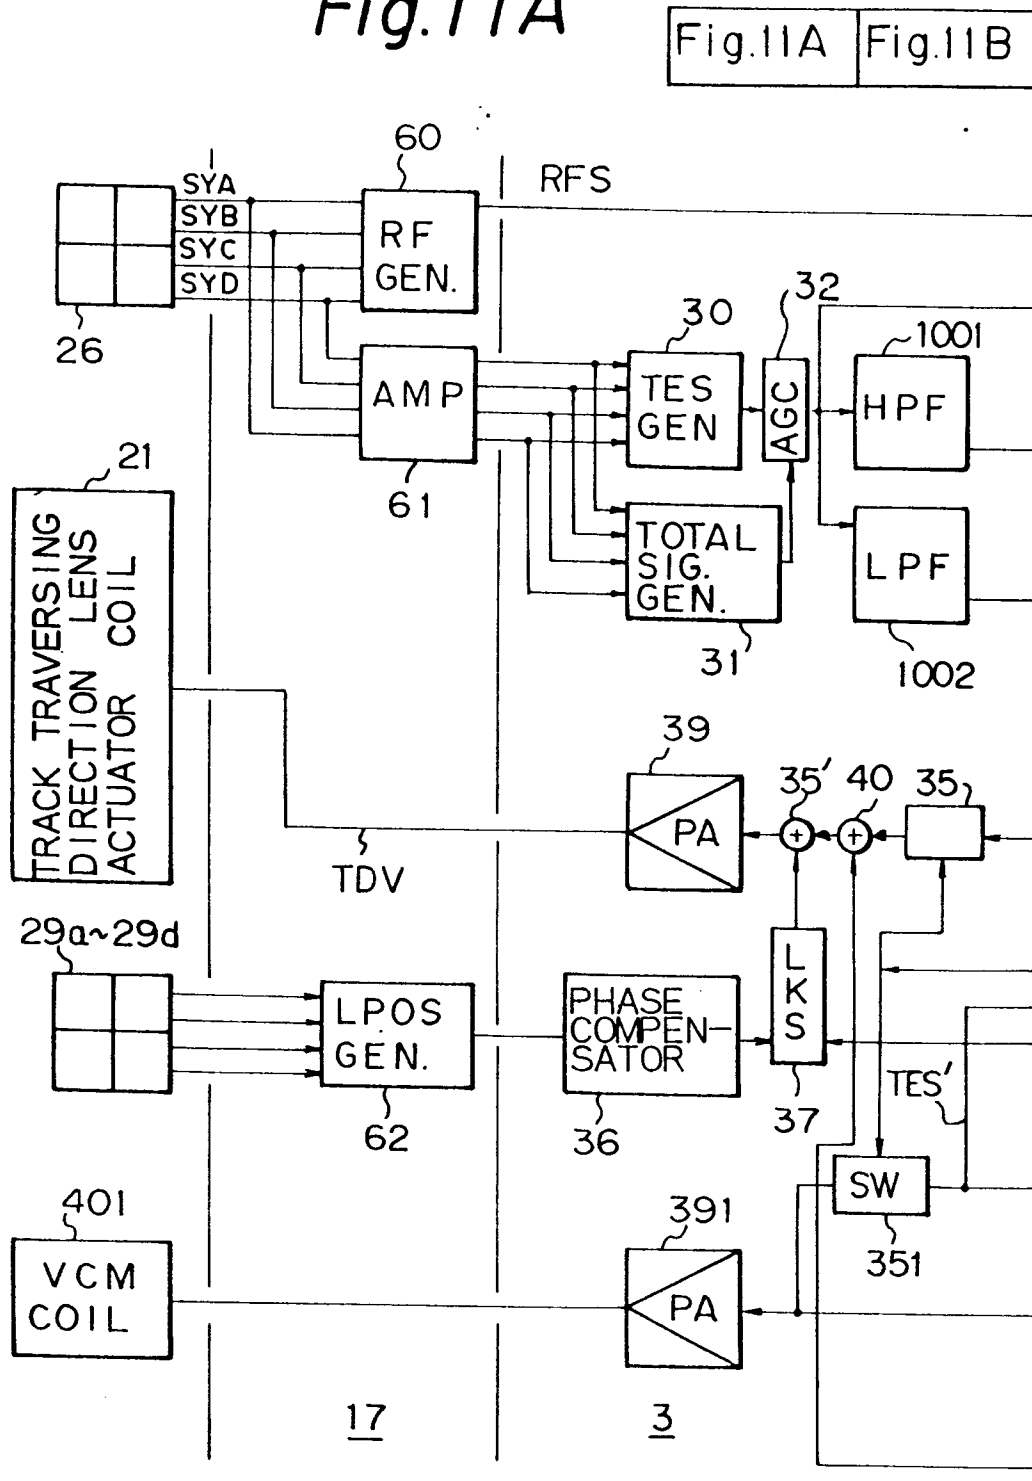 Fig.11A
Fig.11A Fig.11B
60
SYA
SYB
SYC
SYD
RFS
RF
GEN.
26
30
32
1001
AMP
TES
GEN
AGC
HPF
61
21
TRACK TRAVERSING
DIRECTION LENS
ACTUATOR COIL
TOTAL
SIG.
GEN.
LPF
31
1002
39
35'
40
35
PA
+
+
TDV
29a~29d
LPOS
GEN.
PHASE
COMPEN-
SATOR
LKS
62
36
37
TES'
SW
351
401
391
VCM
COIL
PA
17
3